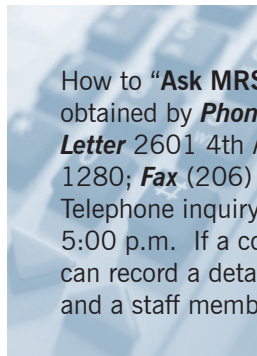 How to “Ask MRS
obtained by Phon
Letter 2601 4th A
1280; Fax (206)
Telephone inquiry
5:00 p.m. If a co
can record a deta
and a staff memb